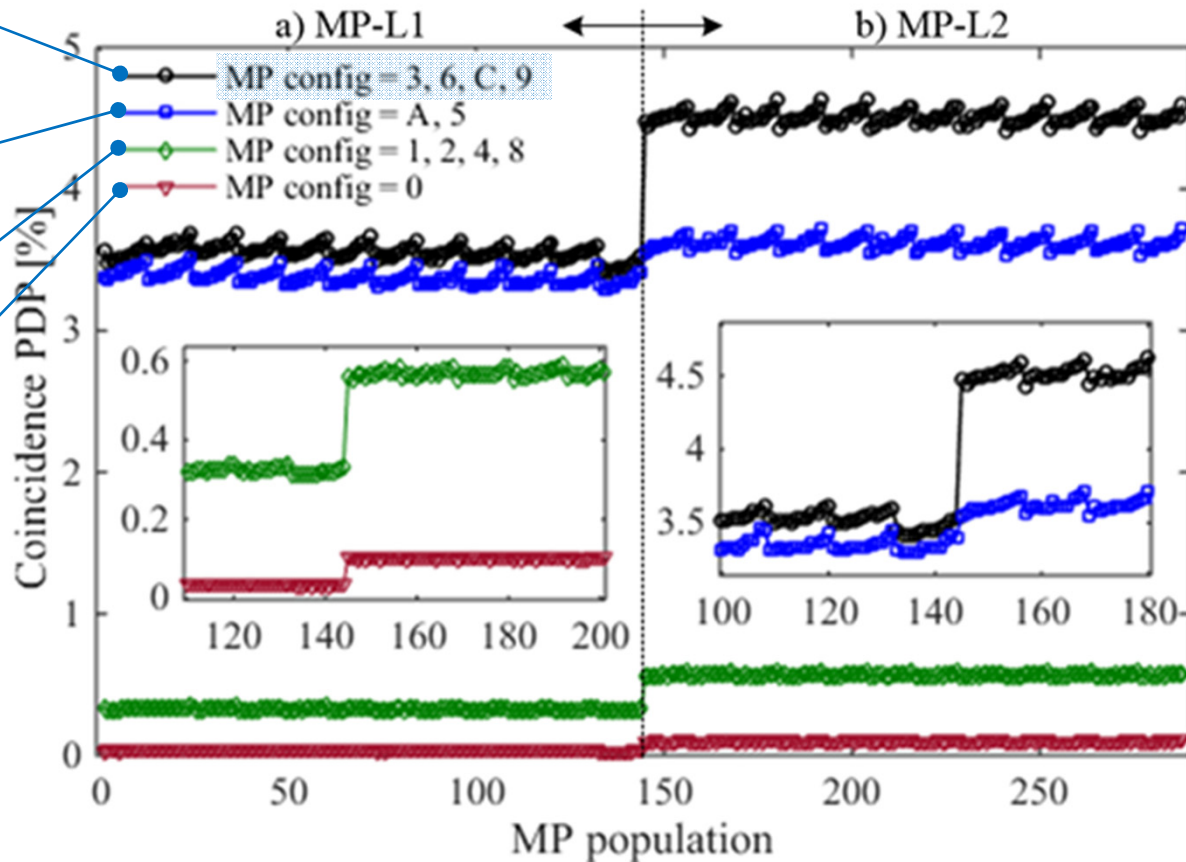 a) MP-L1
b) MP-L2
5
MP config = 3, 6, C, 9
MP config = A, 5
MP config = 1, 2, 4, 8
MP config = 0
4
3
2
1
0
Coincidence PDP [%]
0.6
0.4
0.2
0
120 140 160 180 200
4.5
4
3.5
100 120 140 160 180
0 50 100 150 200 250
MP population